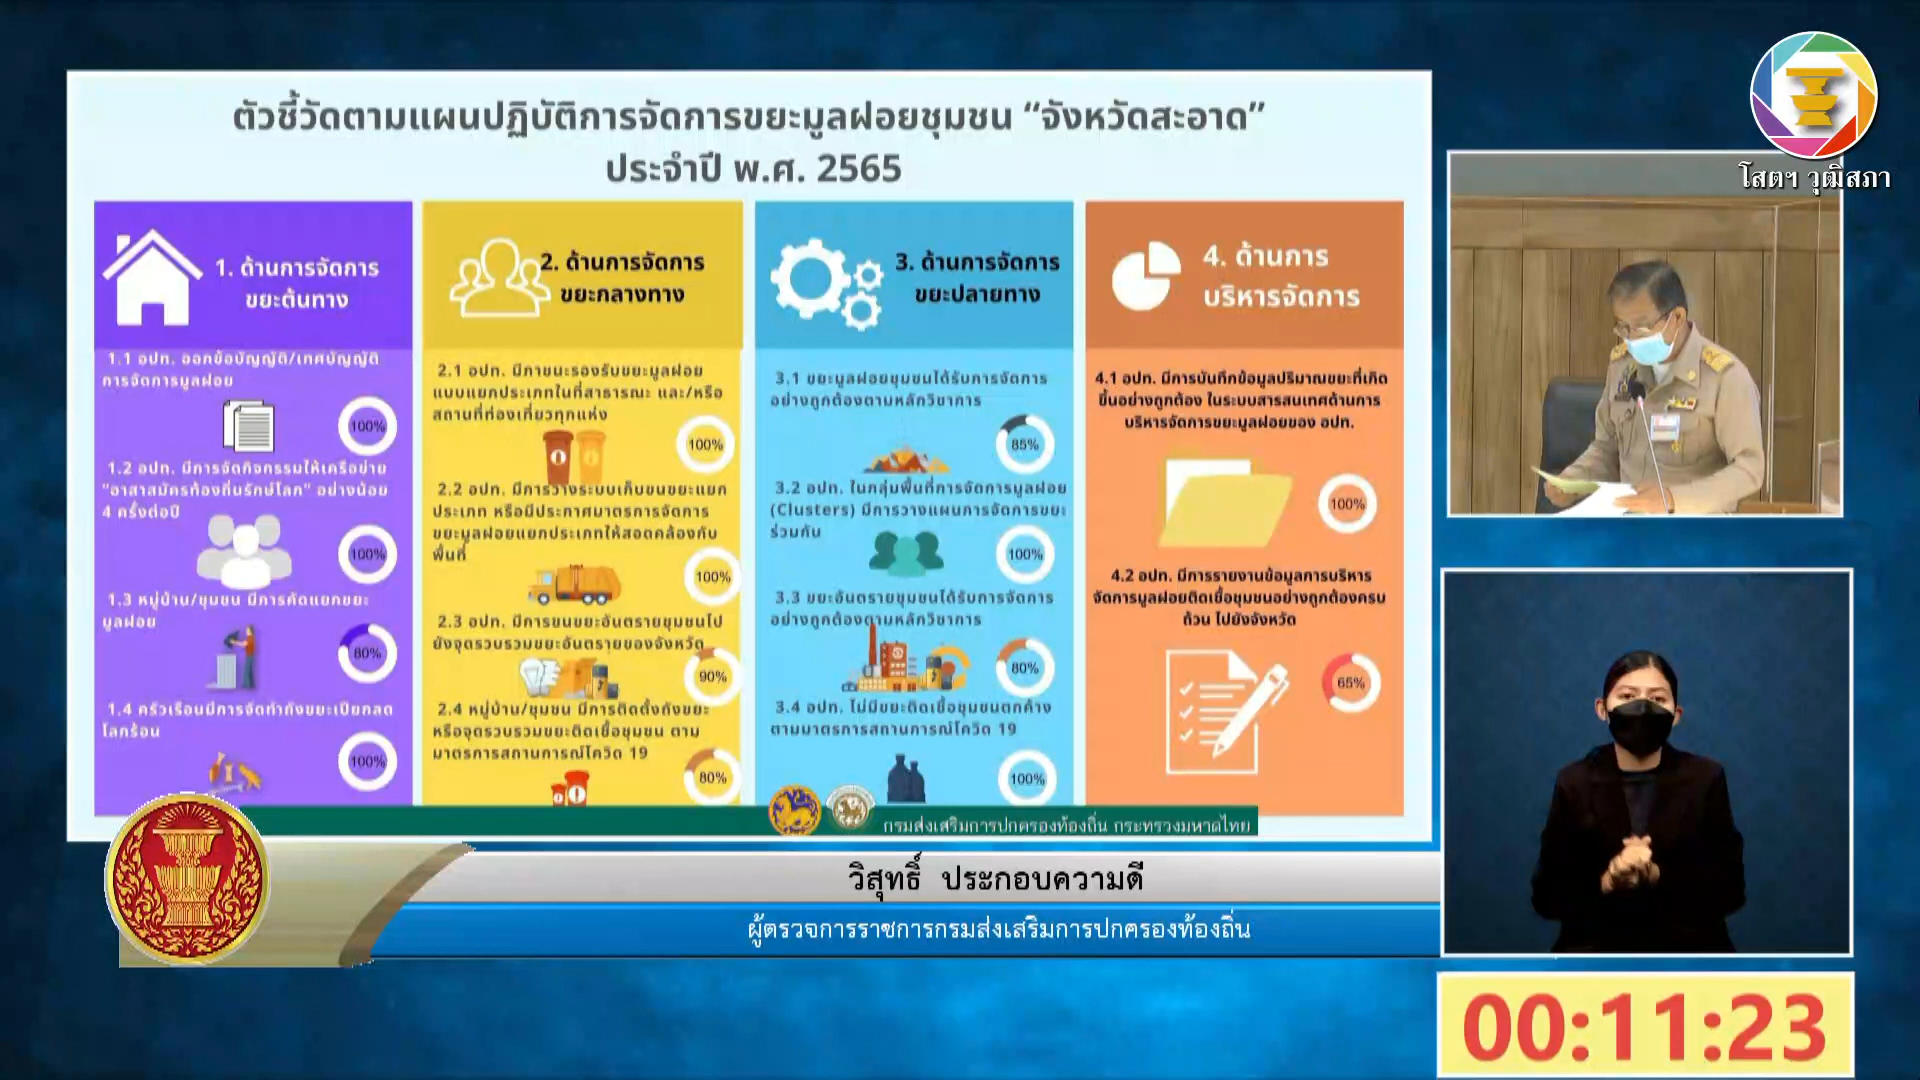 โสตฯ วุฒิสภา
ตัวชี้วัดตามแผนปฏิบัติการจัดการขยะมูลฝอยชุมชน “จังหวัดสะอาด”
ประจำปี พ.ศ. 2565
1. ด้านการจัดการ
ขยะต้นทาง
1.1 อปท. ออกข้อบัญญัติ/เทศบัญญัติ
การจัดการมูลฝอย
100%
1.2 อปท. มีการจัดกิจกรรมให้เครือข่าย
“อาสาสมัครท้องถิ่นรักษ์โลก” อย่างน้อย
4 ครั้งต่อปี
100%
1.3 หมู่บ้าน/ชุมชน มีการคัดแยกขยะ
มูลฝอย
80%
1.4 ครัวเรือนมีการจัดทำถังขยะเปียกลด
โลกร้อน
100%
2. ด้านการจัดการ
ขยะกลางทาง
2.1 อปท. มีภาชนะรองรับขยะมูลฝอย
แบบแยกประเภทในที่สาธารณะ และ/หรือ
สถานที่ท่องเที่ยวทุกแห่ง
100%
2.2 อปท. มีการวางระบบเก็บขนขยะแยก
ประเภท หรือมีประกาศมาตรการจัดการ
ขยะมูลฝอยแยกประเภทให้สอดคล้องกับ
พื้นที่
100%
2.3 อปท. มีการขนขยะอันตรายชุมชนไป
ยังจุดรวบรวมขยะอันตรายของจังหวัด
90%
2.4 หมู่บ้าน/ชุมชน มีการติดตั้งถังขยะ
หรือจุดรวบรวมขยะติดเชื้อชุมชน ตาม
มาตรการสถานการณ์โควิด 19
80%
3. ด้านการจัดการ
ขยะปลายทาง
3.1 ขยะมูลฝอยชุมชนได้รับการจัดการ
อย่างถูกต้องตามหลักวิชาการ
85%
3.2 อปท. ในกลุ่มพื้นที่การจัดการมูลฝอย
(Clusters) มีการวางแผนการจัดการขยะ
ร่วมกัน
100%
3.3 ขยะอันตรายชุมชนได้รับการจัดการ
อย่างถูกต้องตามหลักวิชาการ
80%
3.4 อปท. ไม่มีขยะติดเชื้อชุมชนตกค้าง
ตามมาตรการสถานการณ์โควิด 19
100%
4. ด้านการ
บริหารจัดการ
4.1 อปท. มีการบันทึกข้อมูลปริมาณขยะที่เกิด
ขึ้นอย่างถูกต้อง ในระบบสารสนเทศด้านการ
บริหารจัดการขยะมูลฝอยของ อปท.
100%
4.2 อปท. มีการรายงานข้อมูลการบริหาร
จัดการมูลฝอยติดเชื้อชุมชนอย่างถูกต้องครบ
ถ้วน ไปยังจังหวัด
65%
กรมส่งเสริมการปกครองท้องถิ่น กระทรวงมหาดไทย
วิสุทธิ์ ประกอบความดี
ผู้ตรวจการราชการกรมส่งเสริมการปกครองท้องถิ่น
00:11:23